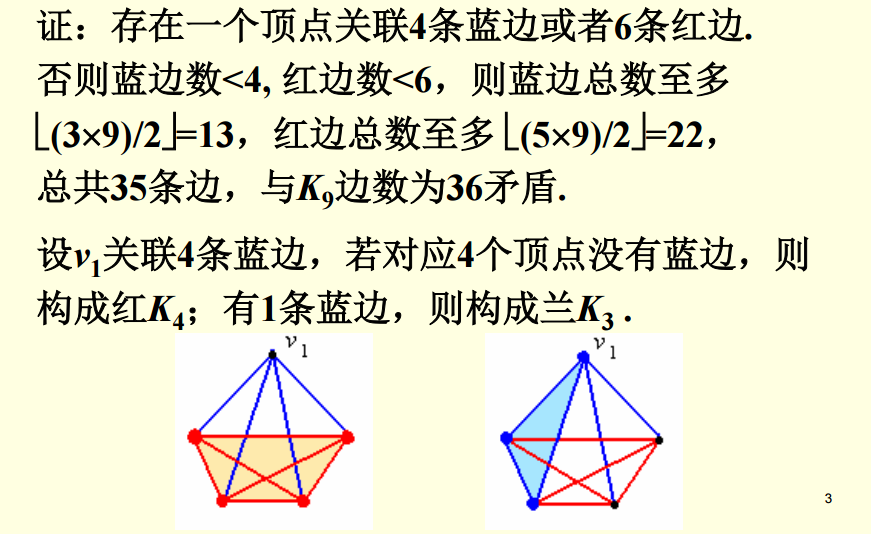 证：存在一个顶点关联4条蓝边或者6条红边.
否则蓝边数<4, 红边数<6，则蓝边总数至多
⌊(3×9)/2⌋=13，红边总数至多⌊(5×9)/2⌋=22，
总共35条边，与K₉边数为36矛盾.
设v₁关联4条蓝边，若对应4个顶点没有蓝边，则
构成红K₄；有1条蓝边，则构成兰K₃ .
v₁
v₁
3